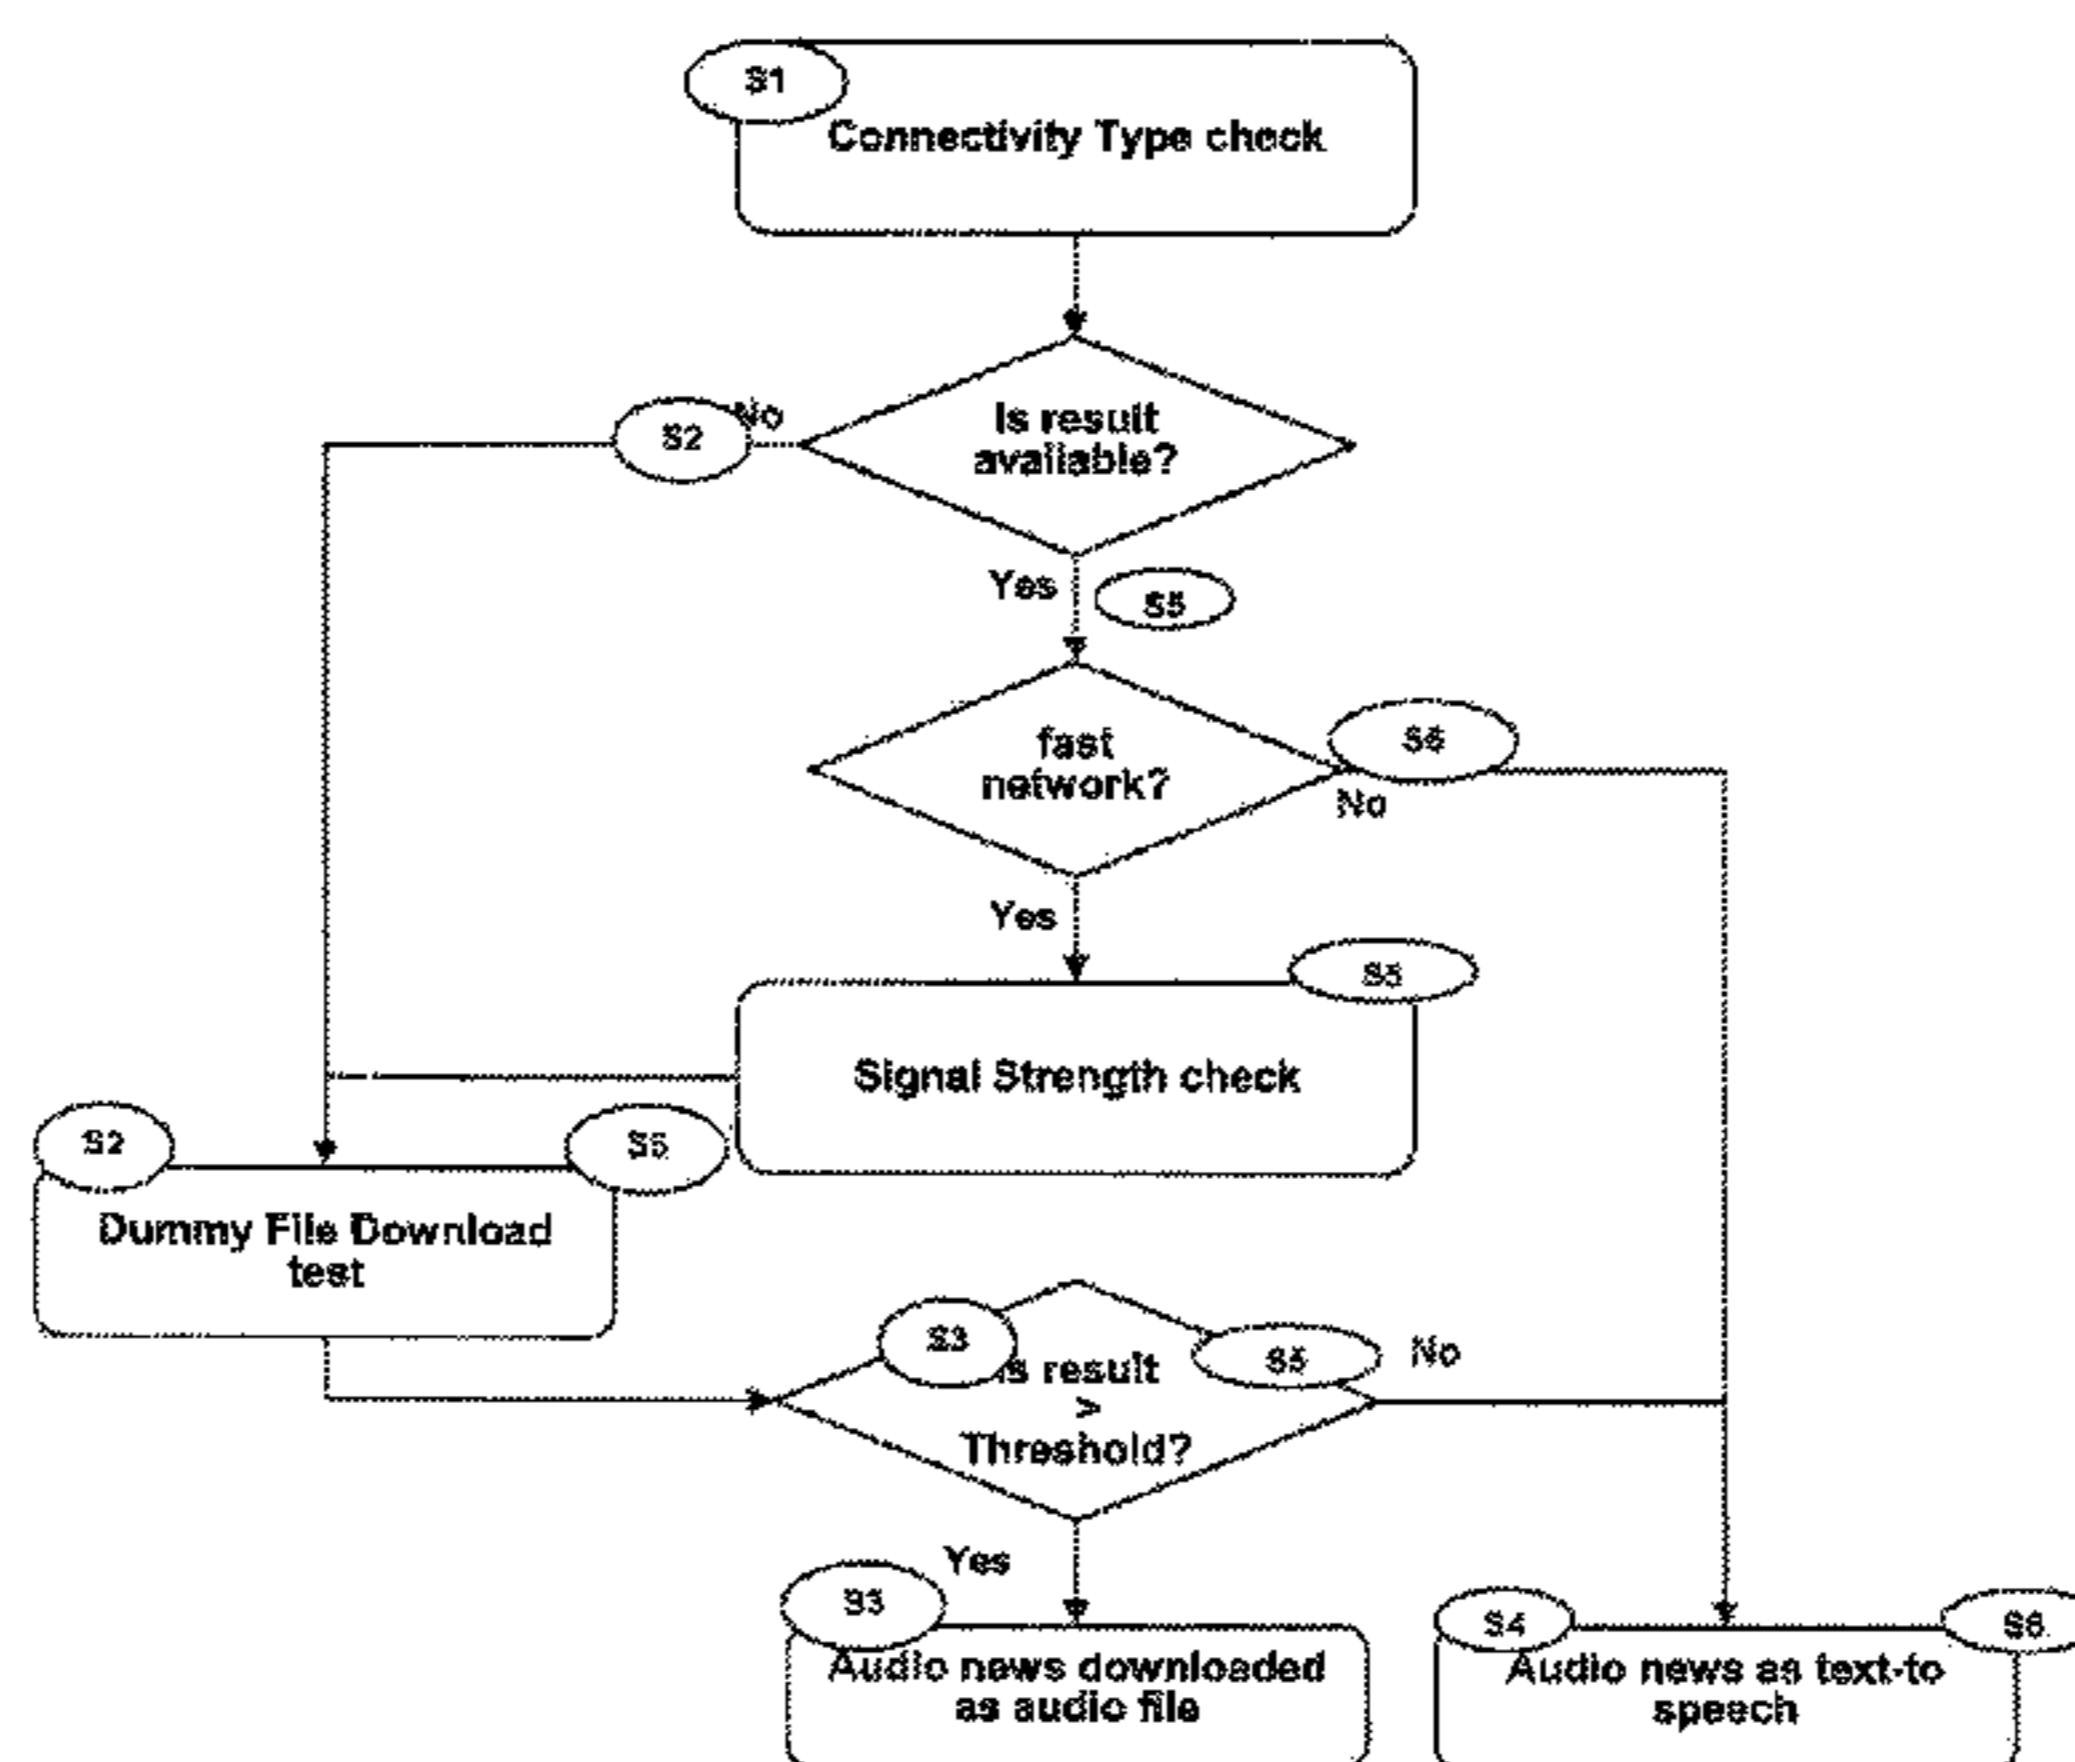 S1
Connectivity Type check
Is result
available?
No
S2
Yes
S5
fast
network?
S6
No
Yes
S5
Signal Strength check
S2
S5
Dummy File Download
test
S3
Is result
>
Threshold?
S5
No
Yes
S3
Audio news downloaded
as audio file
S4
S6
Audio news as text-to
speech